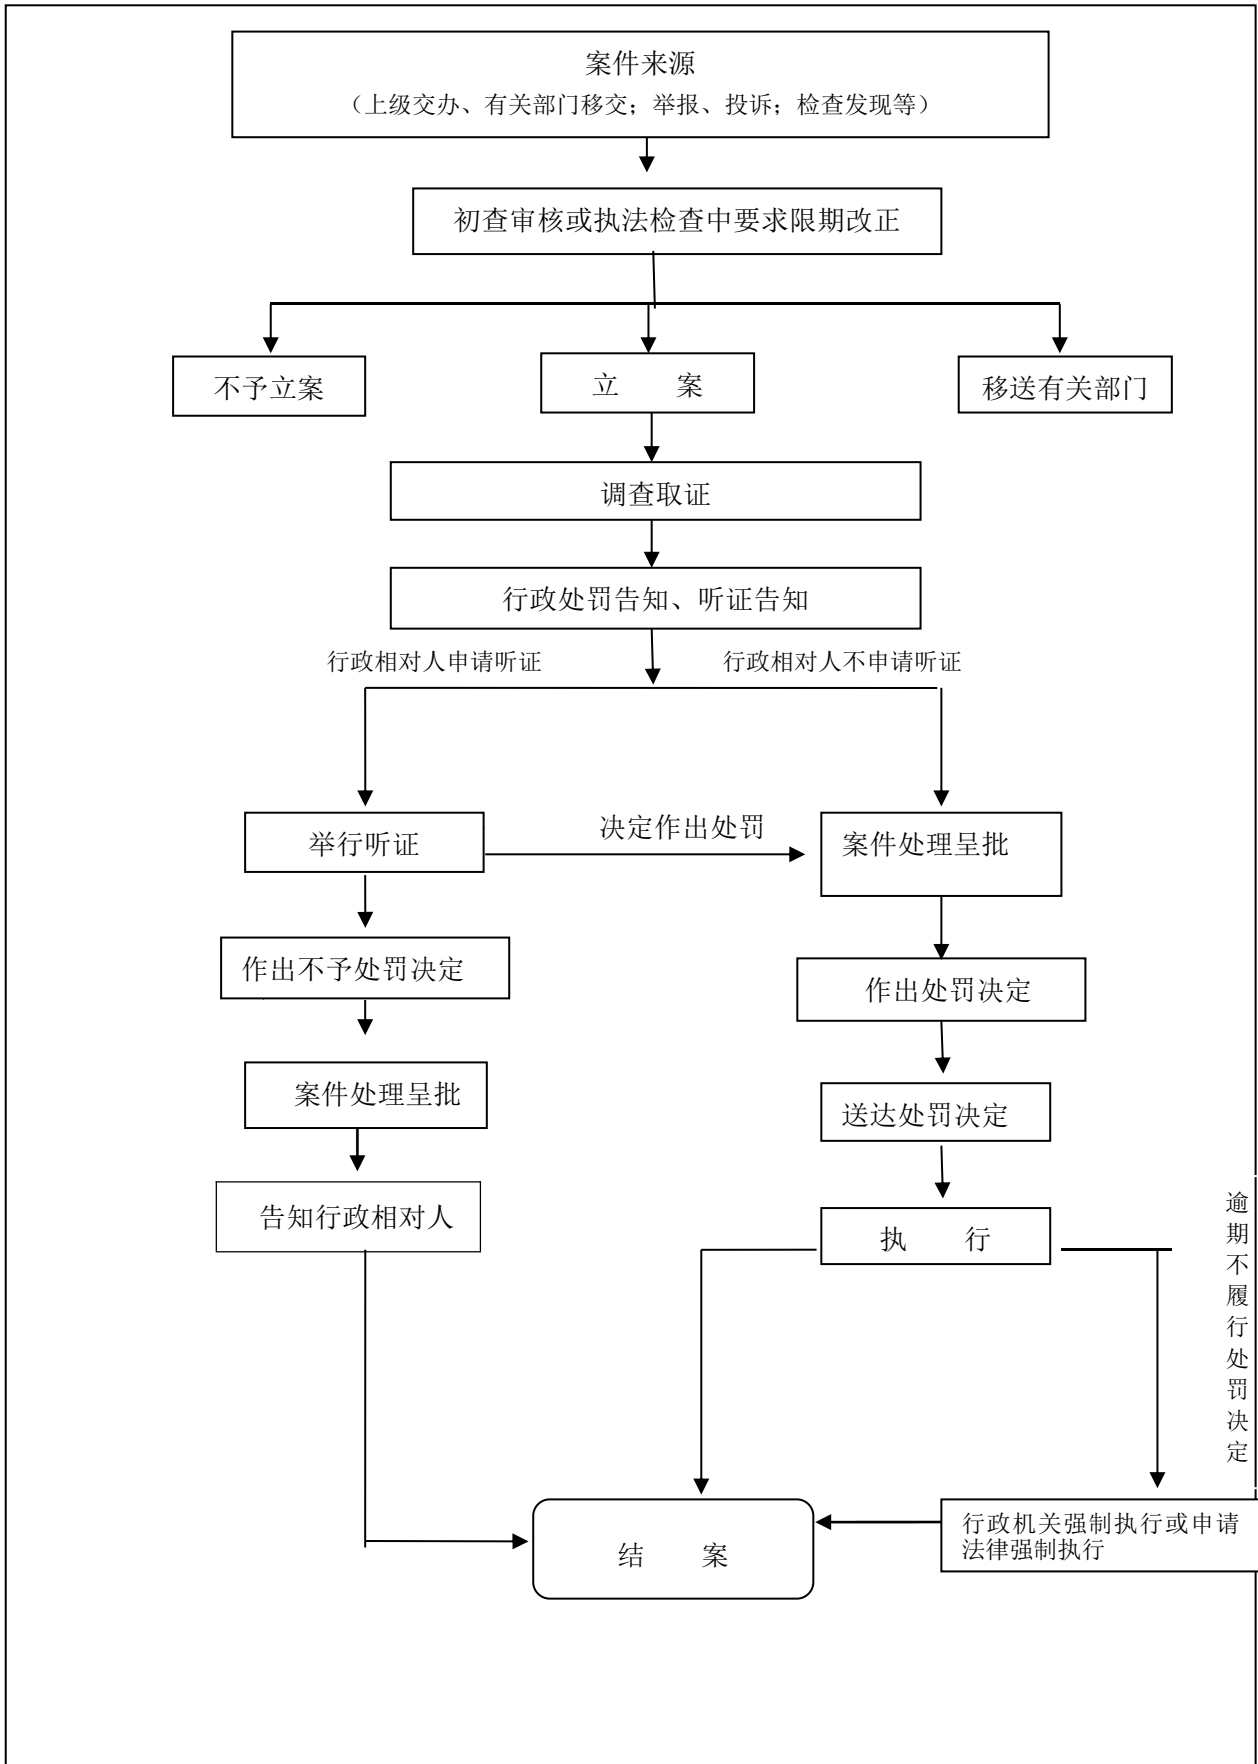 案件来源
（上级交办、有关部门移交；举报、投诉；检查发现等）
初查审核或执法检查中要求限期改正
不予立案
立 案
移送有关部门
调查取证
行政处罚告知、听证告知
行政相对人申请听证
行政相对人不申请听证
举行听证
决定作出处罚
案件处理呈批
作出不予处罚决定
作出处罚决定
案件处理呈批
送达处罚决定
告知行政相对人
执 行
逾期不履行处罚决定
行政机关强制执行或申请
法律强制执行
结 案